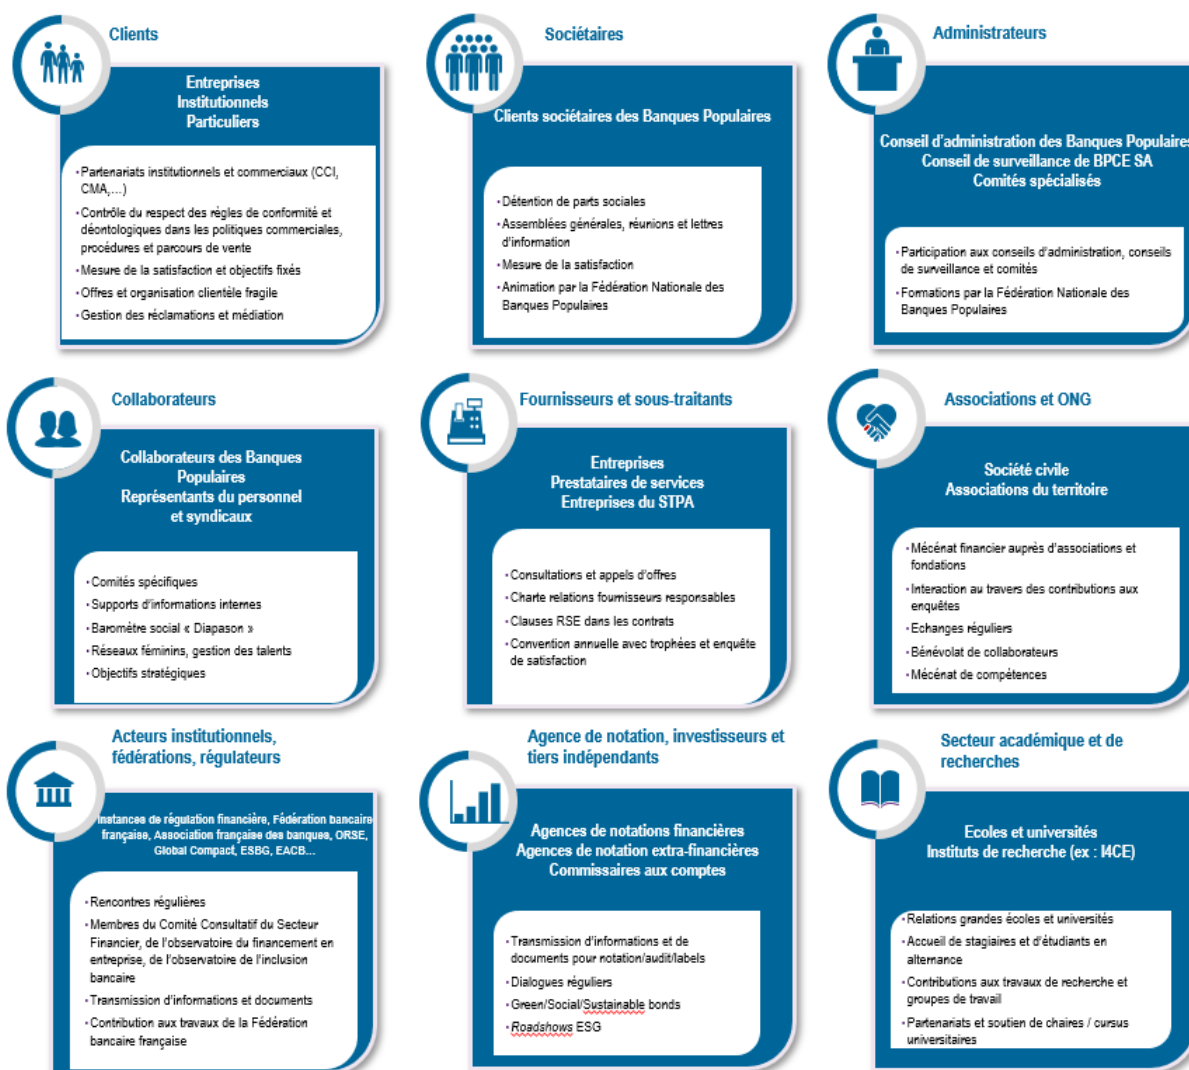 Clients
Entreprises
Institutionnels
Particuliers
• Partenariats institutionnels et commerciaux (CCI,
CMA,...)
• Contrôle du respect des règles de conformité et
déontologiques dans les politiques commerciales,
procédures et parcours de vente
• Mesure de la satisfaction et objectifs fixés
• Offres et organisation clientèle fragile
• Gestion des réclamations et médiation
Sociétaires
Clients sociétaires des Banques Populaires
• Détention de parts sociales
• Assemblées générales, réunions et lettres
d'information
• Mesure de la satisfaction
• Animation par la Fédération Nationale des
Banques Populaires
Administrateurs
Conseil d'administration des Banques Populaires
Conseil de surveillance de BPCE SA
Comités spécialisés
• Participation aux conseils d'administration, conseils
de surveillance et comités
• Formations par la Fédération Nationale des
Banques Populaires
Collaborateurs
Collaborateurs des Banques
Populaires
Représentants du personnel
et syndicaux
• Comités spécifiques
• Supports d'informations internes
• Baromètre social « Diapason »
• Réseaux féminins, gestion des talents
• Objectifs stratégiques
Fournisseurs et sous-traitants
Entreprises
Prestataires de services
Entreprises du STPA
• Consultations et appels d'offres
• Charte relations fournisseurs responsables
• Clauses RSE dans les contrats
• Convention annuelle avec trophées et enquête
de satisfaction
Associations et ONG
Société civile
Associations du territoire
• Mécénat financier auprès d'associations et
fondations
• Interaction au travers des contributions aux
enquêtes
• Echanges réguliers
• Bénévolat de collaborateurs
• Mécénat de compétences
Acteurs institutionnels,
fédérations, régulateurs
Instances de régulation financière, Fédération bancaire
française, Association française des banques, ORSE,
Global Compact, ESBG, EACB...
• Rencontres régulières
• Membres du Comité Consultatif du Secteur
Financier, de l'observatoire du financement en
entreprise, de l'observatoire de l'inclusion
bancaire
• Transmission d'informations et documents
• Contribution aux travaux de la Fédération
bancaire française
Agence de notation, investisseurs et
tiers indépendants
Agences de notations financières
Agences de notation extra-financières
Commissaires aux comptes
• Transmission d'informations et de
documents pour notation/audit/labels
• Dialogues réguliers
• Green/Social/Sustainable bonds
• Roadshows ESG
Secteur académique et de
recherches
Ecoles et universités
Instituts de recherche (ex : I4CE)
• Relations grandes écoles et universités
• Accueil de stagiaires et d'étudiants en
alternance
• Contributions aux travaux de recherche et
groupes de travail
• Partenariats et soutien de chaires / cursus
universitaires